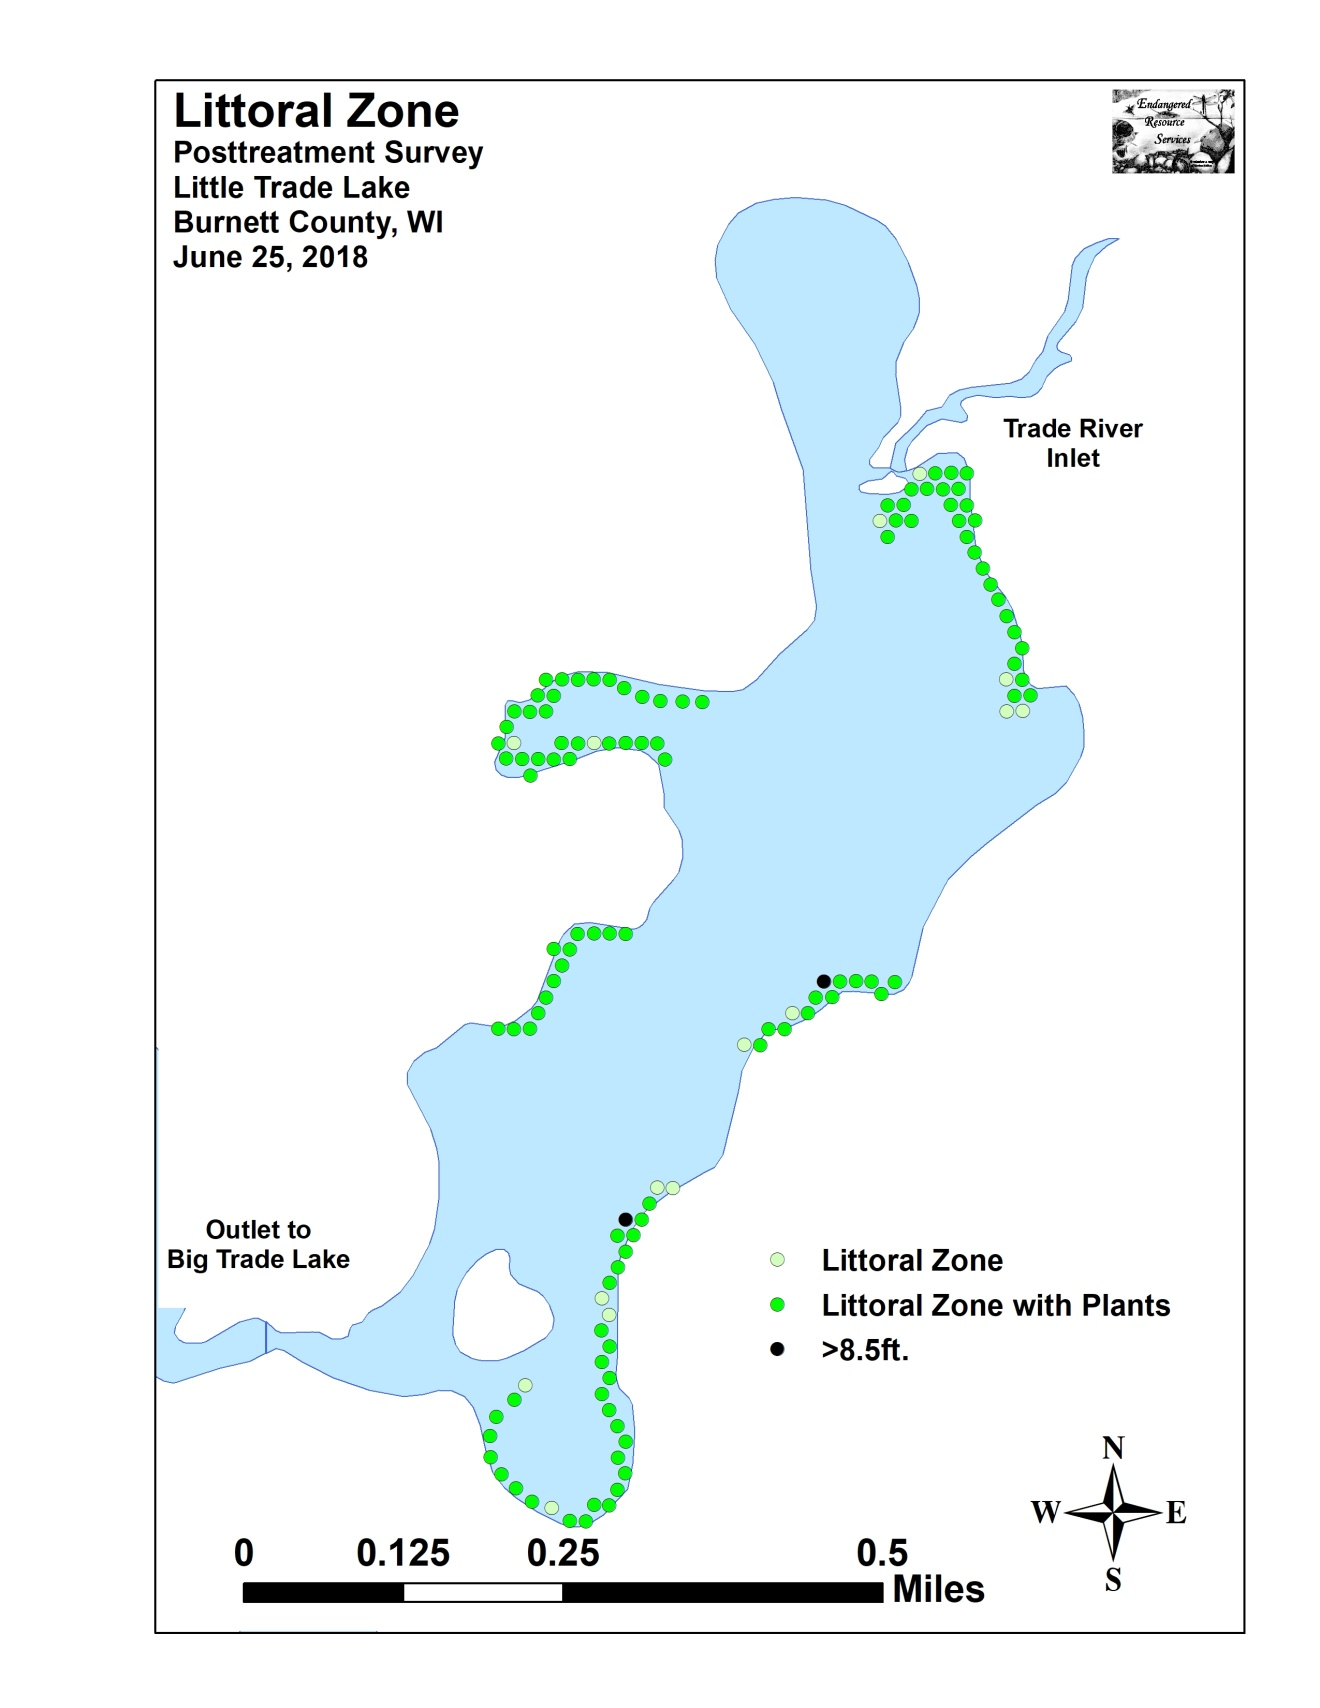 Littoral Zone
Posttreatment Survey
Little Trade Lake
Burnett County, WI
June 25, 2018
Endangered
Resource
Services
Trade River
Inlet
Outlet to
Big Trade Lake
Littoral Zone
Littoral Zone with Plants
>8.5ft.
N
W E
S
0 0.125 0.25 0.5
Miles